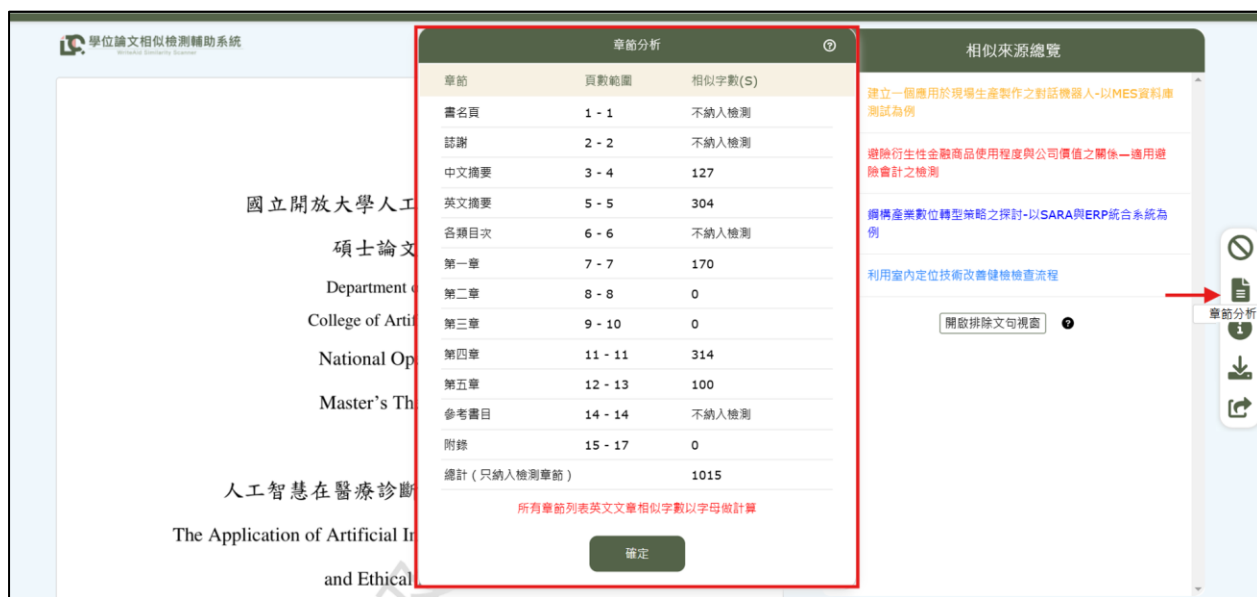 學位論文相似檢測輔助系統
國立開放大學人工
碩士論文
Department
College of Artif
National Op
Master's Th
人工智慧在醫療診斷
The Application of Artificial In
and Ethical
章節分析
章節 頁數範圍 相似字數(S)
書名頁 1 - 1 不納入檢測
誌謝 2 - 2 不納入檢測
中文摘要 3 - 4 127
英文摘要 5 - 5 304
各類目次 6 - 6 不納入檢測
第一章 7 - 7 170
第二章 8 - 8 0
第三章 9 - 10 0
第四章 11 - 11 314
第五章 12 - 13 100
參考書目 14 - 14 不納入檢測
附錄 15 - 17 0
總計(只納入檢測章節) 1015
所有章節列表英文文章相似字數以字母做計算
確定
相似來源總覽
建立一個應用於現場生產製作之對話機器人-以MES資料庫
測試為例
避險衍生性金融商品使用程度與公司價值之關係—適用避
險會計之檢測
鋼構產業數位轉型策略之探討-以SARA與ERP統合系統為
例
利用室內定位技術改善健檢檢查流程
開啟排除文句視窗
章節分析